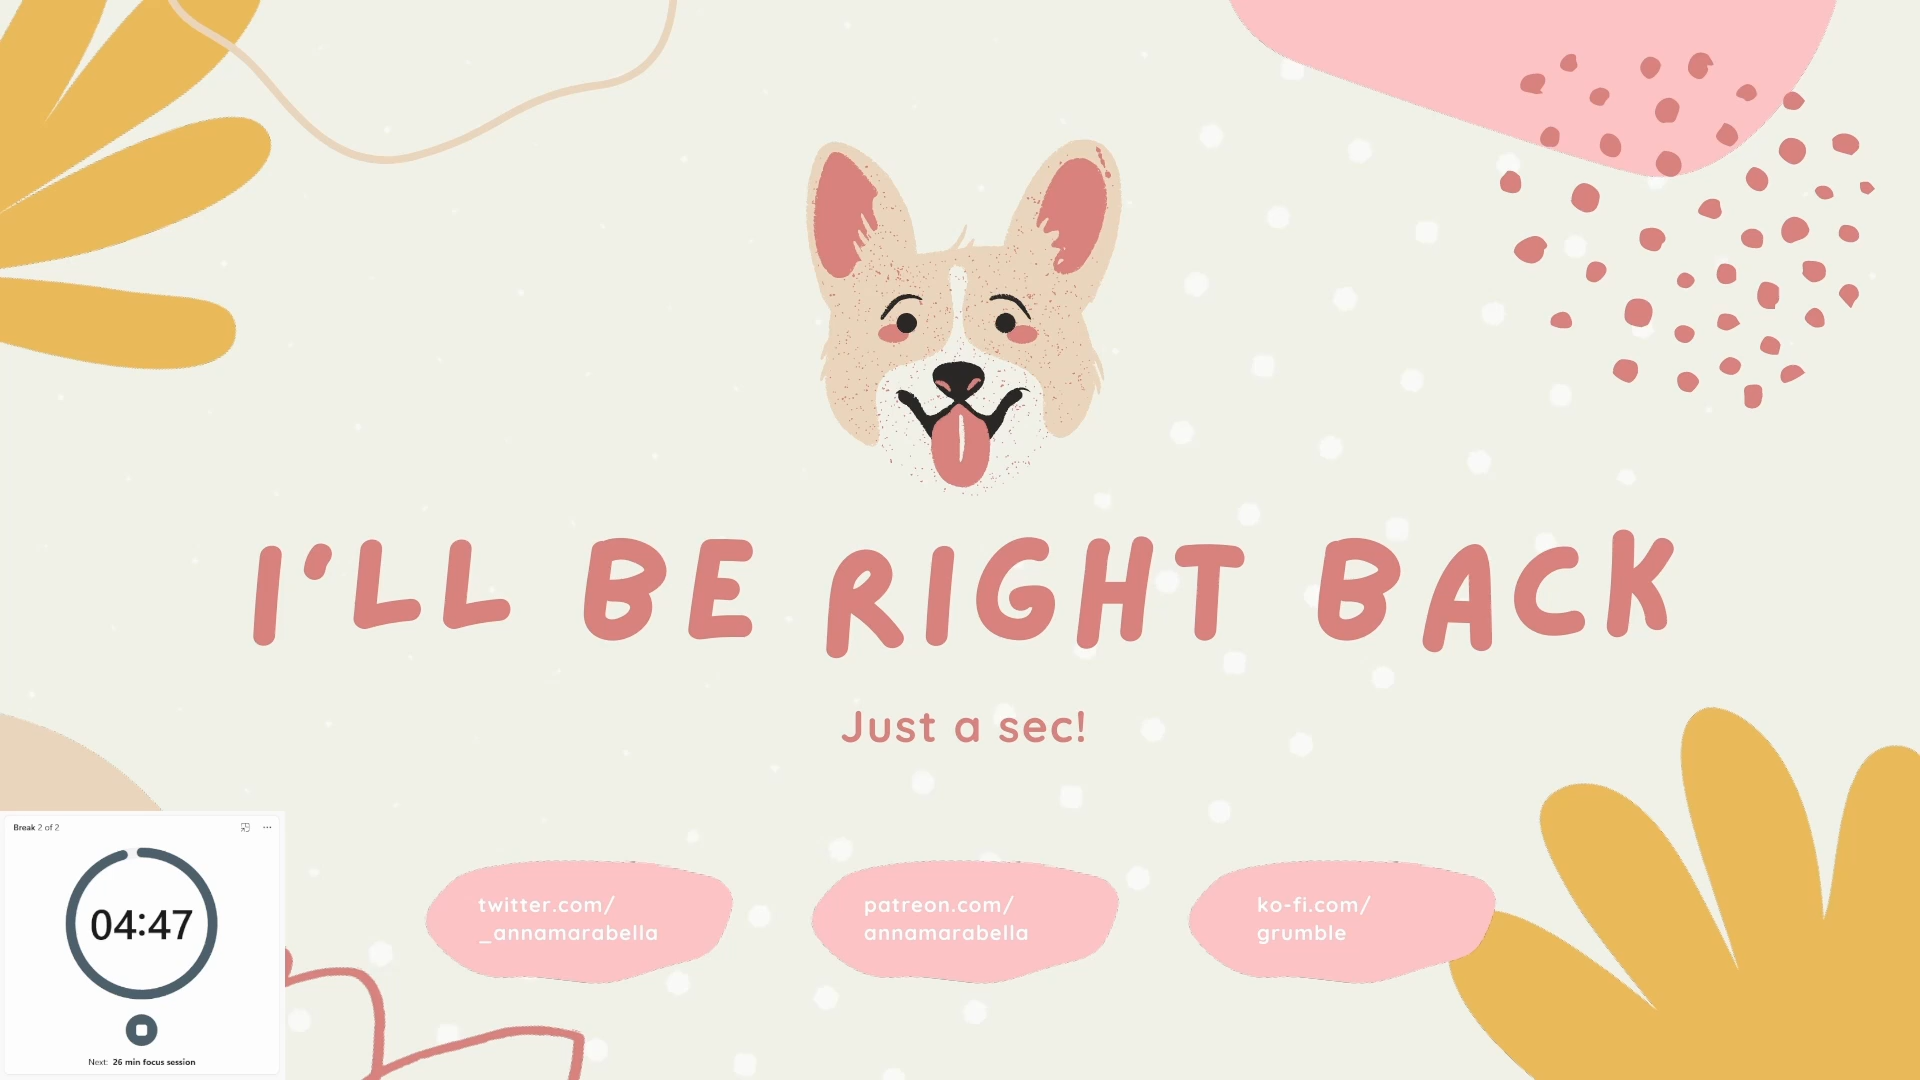 I'LL BE RIGHT BACK
Just a sec!
Break 2 of 2
04:47
Next: 26 min focus session
twitter.com/
_annamarabella
patreon.com/
annamarabella
ko-fi.com/
grumble